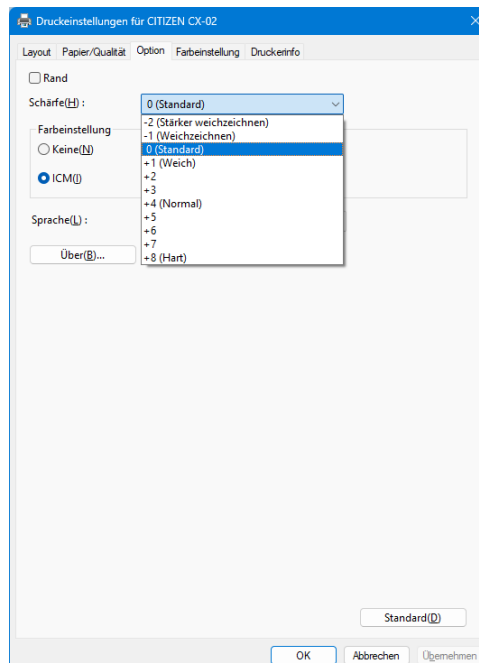 Druckeinstellungen für CITIZEN CX-02
Layout Papier/Qualität Option Farbeinstellung Druckerinfo
Rand
Schärfe(H) : 0 (Standard)
-2 (Stärker weichzeichnen)
-1 (Weichzeichnen)
0 (Standard)
+1 (Weich)
+2
+3
+4 (Normal)
+5
+6
+7
+8 (Hart)
Farbeinstellung
Keine(N)
ICM(I)
Sprache(L) :
Über(B)...
Standard(D)
OK Abbrechen Übernehmen